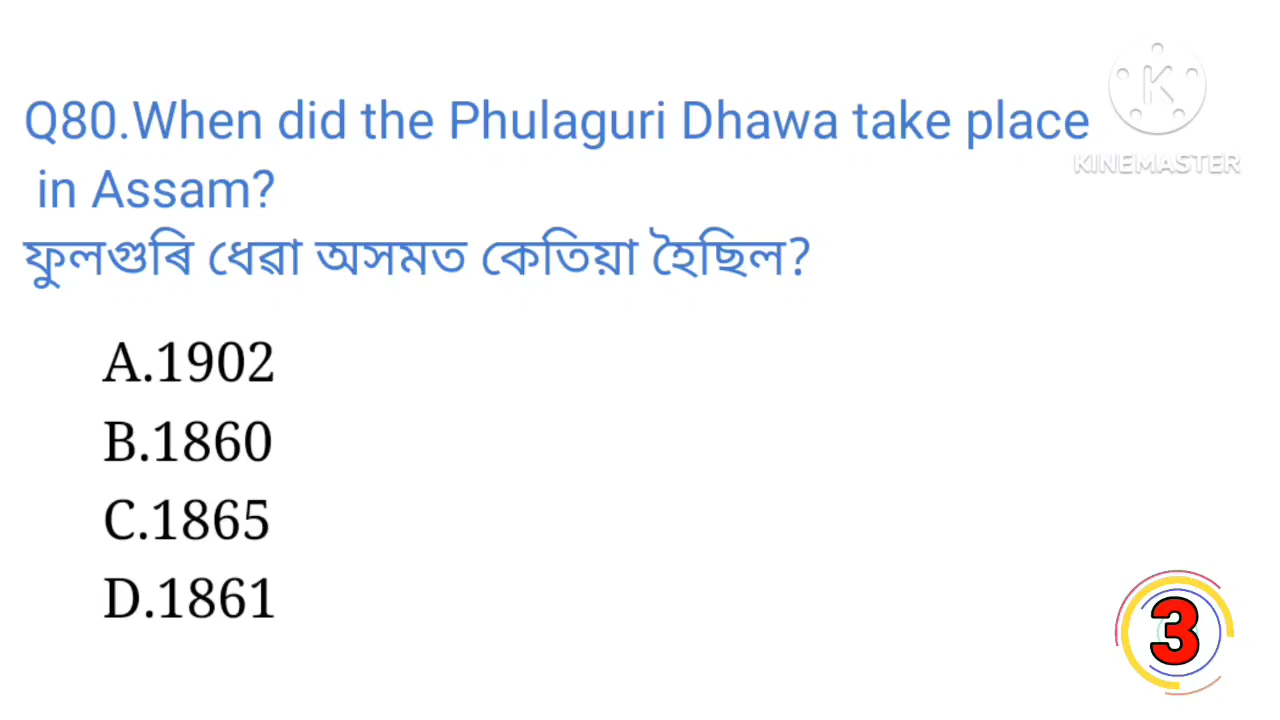 Q80.When did the Phulaguri Dhawa take place
in Assam?
ফুলগুৰি ধেৱা অসমত কেতিয়া হৈছিল?
A.1902
B.1860
C.1865
D.1861
K
KINEMASTER
3